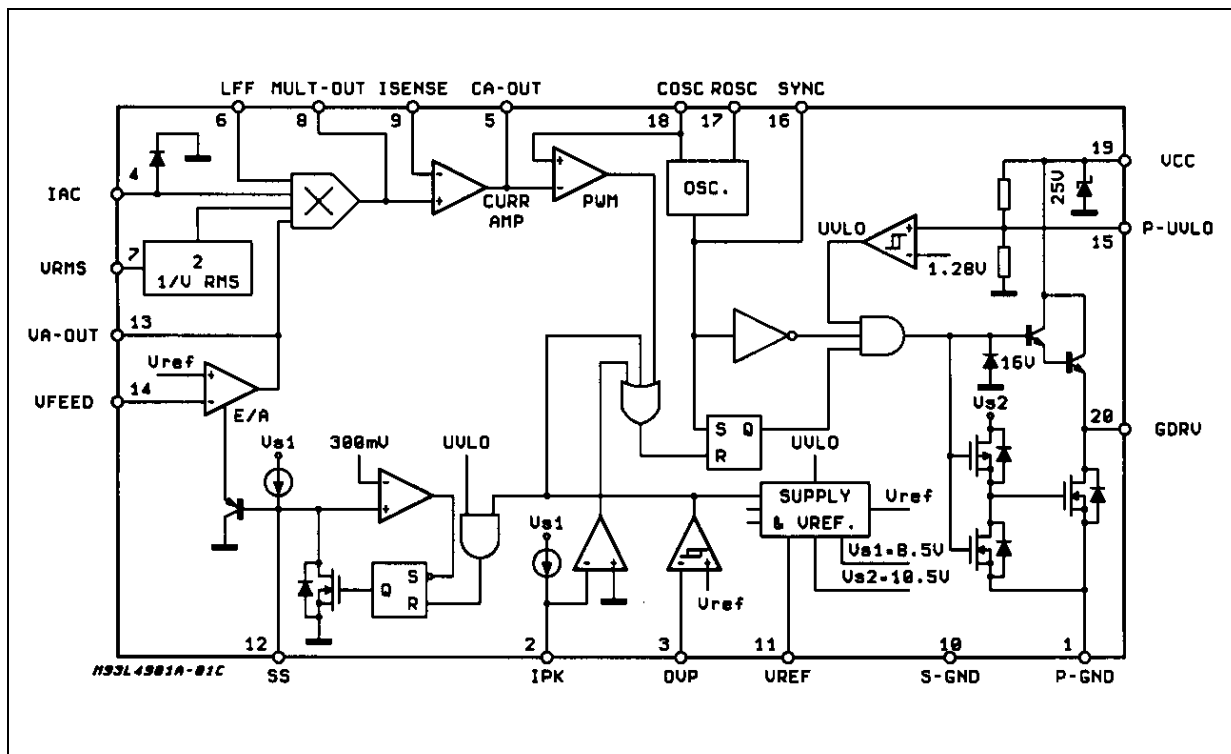 LFF MULT-OUT ISENSE CA-OUT COSC ROSC SYNC
6 8 9 5 18 17 16
4
IAC
VRMS
7
2
1/V RMS
CURR
AMP
PWM
OSC.
19
VCC
25V
UVLO
+
-
15
P-UVLO
1.28V
13
VA-OUT
Vref
14
VFEED
E/A
16V
Vs2
20
GDRV
S Q
R
UVLO
Vs1
300mV
UVLO
SUPPLY
& VREF.
Vref
Vs1=8.5V
Vs2=10.5V
Vs1
Vref
Q S
R
12 2 3 11 10 1
M93L4981A-01C
SS IPK OVP VREF S-GND P-GND